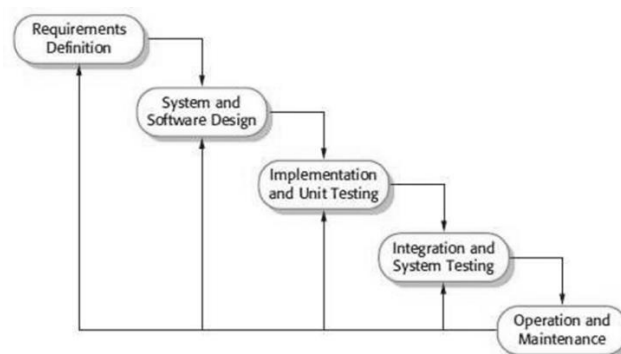 Requirements
Definition
System and
Software Design
Implementation
and Unit Testing
Integration and
System Testing
Operation and
Maintenance